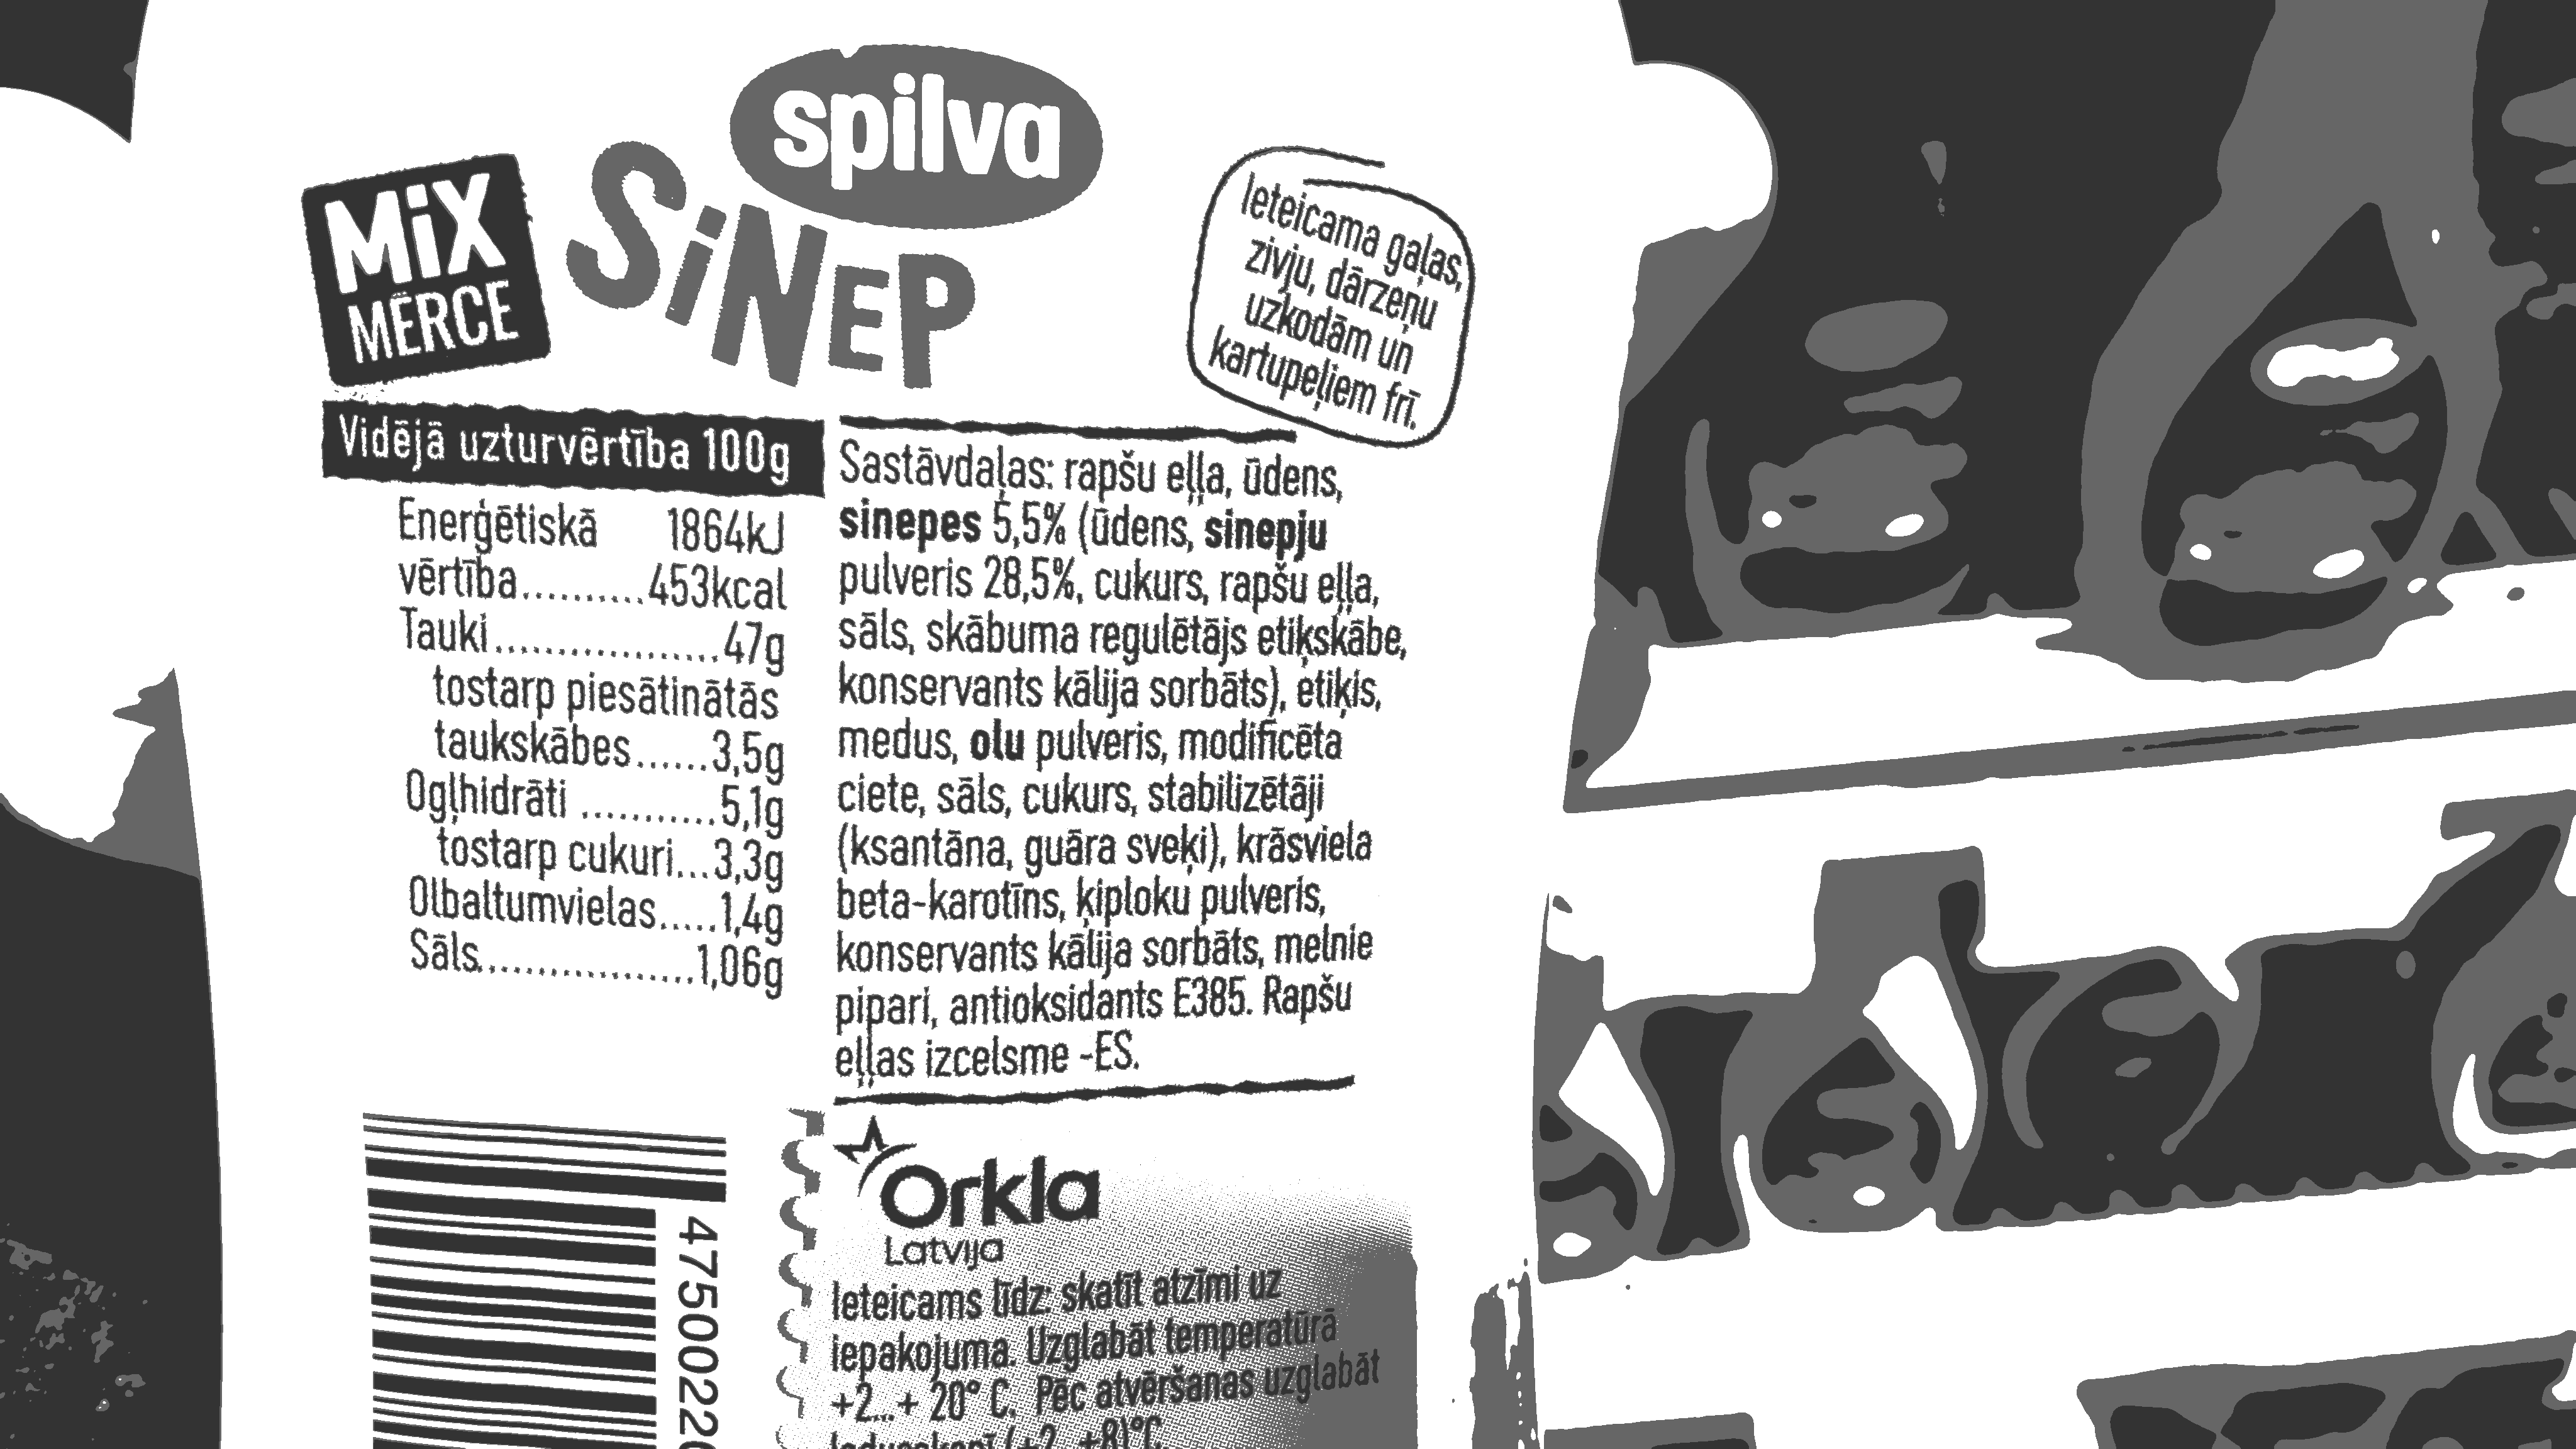 spilva
MiX
MĒRCE
SiNEP
Ieteicama gaļas,
zivju, dārzeņu
uzkodām un
kartupeļiem frī.
Vidējā uzturvērtība 100g
Enerģētiskā 1864kJ
vērtība..........453kcal
Tauki..................47g
tostarp piesātinātās
taukskābes......3,5g
Ogļhidrāti ...........5,1g
tostarp cukuri...3,3g
Olbaltumvielas.....1,4g
Sāls.................1,06g
Sastāvdaļas: rapšu eļļa, ūdens,
sinepes 5,5% (ūdens, sinepju
pulveris 28,5%, cukurs, rapšu eļļa,
sāls, skābuma regulētājs etiķskābe,
konservants kālija sorbāts), etiķis,
medus, olu pulveris, modificēta
ciete, sāls, cukurs, stabilizētāji
(ksantāna, guāra sveķi), krāsviela
beta-karotīns, ķiploku pulveris,
konservants kālija sorbāts, melnie
pipari, antioksidants E385. Rapšu
eļļas izcelsme -ES.
Orkla
Latvija
Ieteicams līdz: skatīt atzīmi uz
iepakojuma. Uzglabāt temperatūrā
+2...+ 20° C. Pēc atvēršanas uzglabāt
4750022